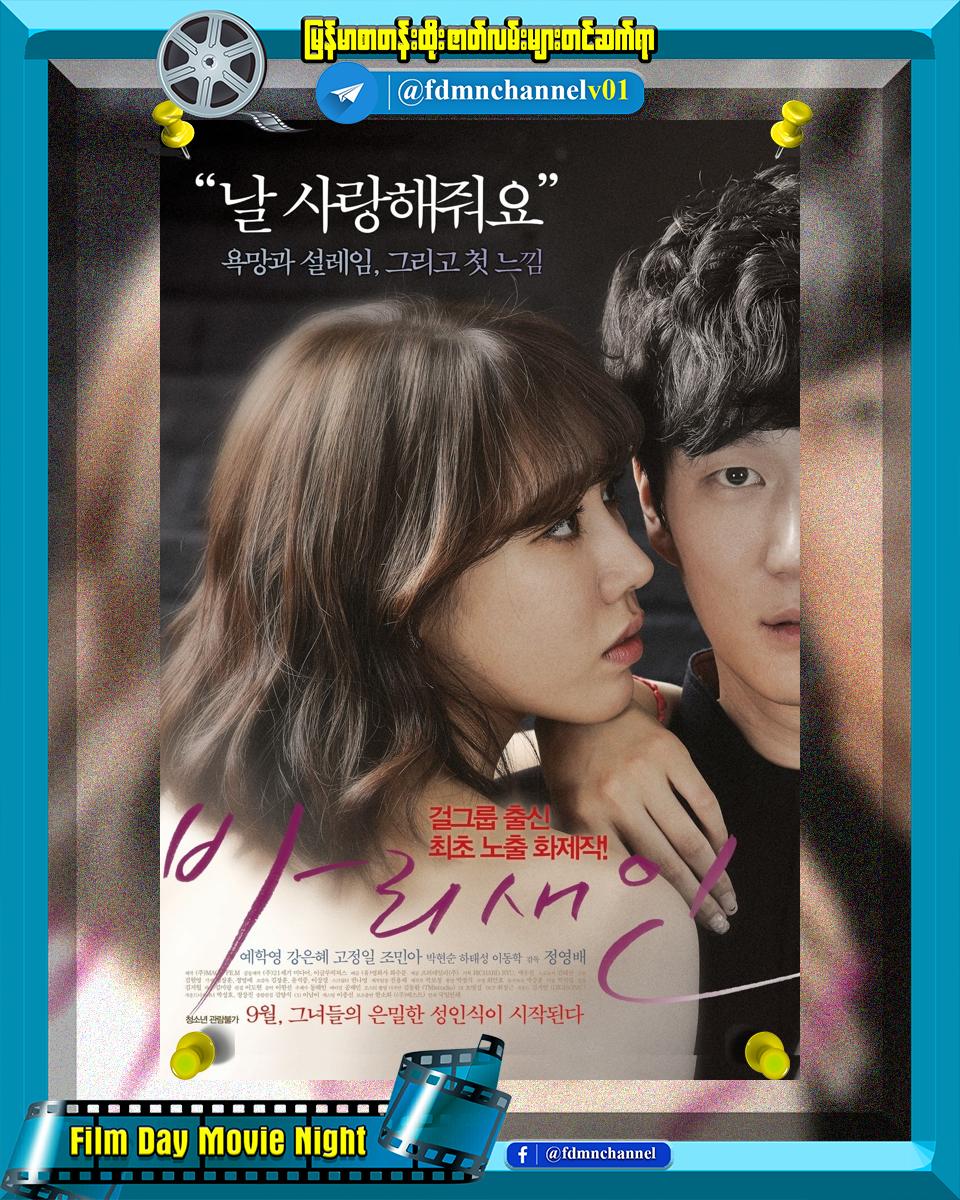 မြန်မာစာတန်းထိုးဇာတ်လမ်းများတင်ဆက်ရာ
@fdmnchannelv01
“날 사랑해줘요”
욕망과 설레임, 그리고 첫 느낌
걸그룹 출신
최초 노출 화제작!
바리새인
예학영 강은혜 고정일 조민아 박현순 하태성 이동학 감독 정영배
청소년 관람불가 9월, 그녀들의 은밀한 성인식이 시작된다
Film Day Movie Night
@fdmnchannel